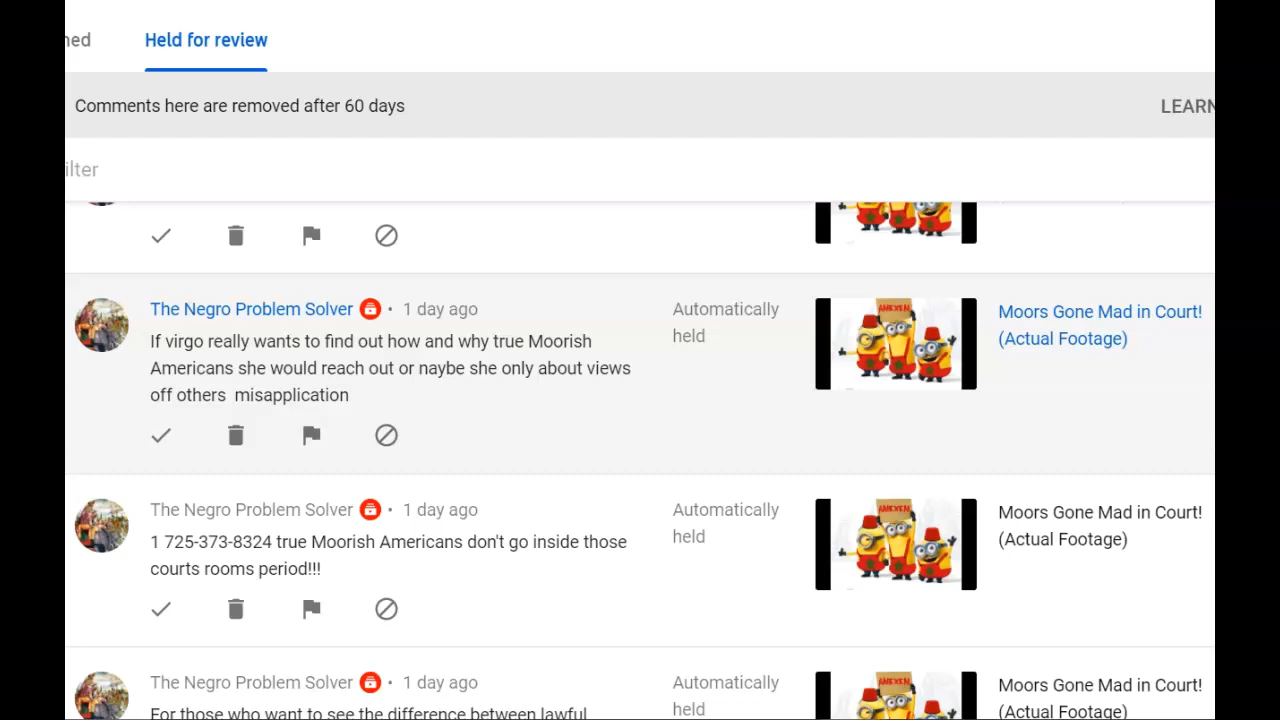 Held for review
Comments here are removed after 60 days
LEARN
ilter
The Negro Problem Solver • 1 day ago
Automatically
held
Moors Gone Mad in Court!
(Actual Footage)
If virgo really wants to find out how and why true Moorish
Americans she would reach out or naybe she only about views
off others  misapplication
The Negro Problem Solver • 1 day ago
Automatically
held
Moors Gone Mad in Court!
(Actual Footage)
1 725-373-8324 true Moorish Americans don't go inside those
courts rooms period!!!
The Negro Problem Solver • 1 day ago
Automatically
held
Moors Gone Mad in Court!
(Actual Footage)
For those who want to see the difference between lawful